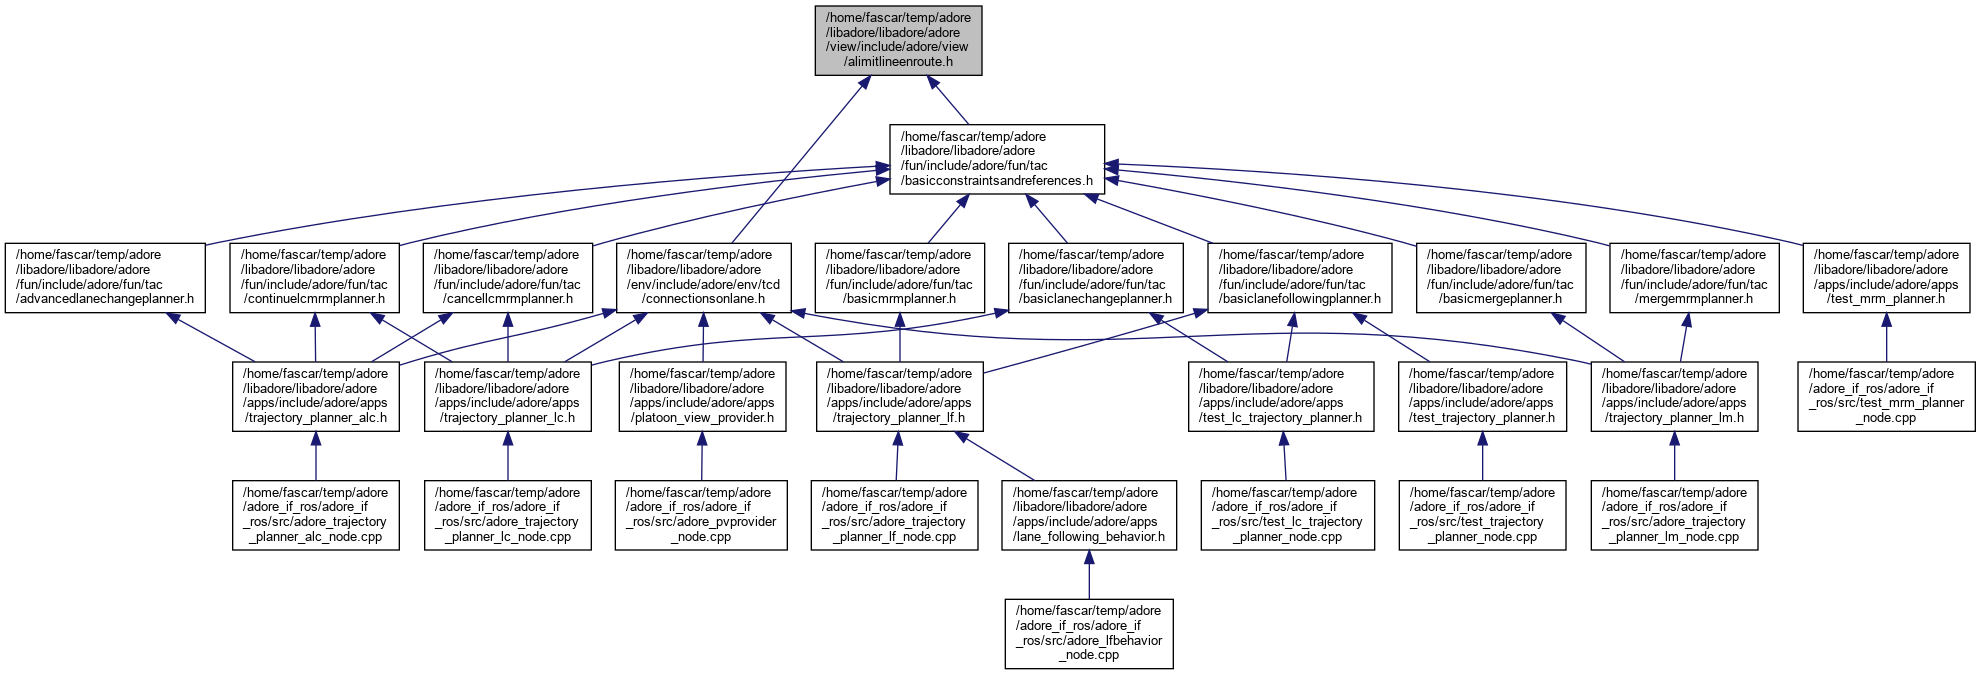 /home/fascar/temp/adore
/libadore/libadore/adore
/view/include/adore/view
/alimitlineenroute.h
/home/fascar/temp/adore
/libadore/libadore/adore
/fun/include/adore/fun/tac
/basicconstraintsandreferences.h
/home/fascar/temp/adore
/libadore/libadore/adore
/fun/include/adore/fun/tac
/advancedlanechangeplanner.h
/home/fascar/temp/adore
/libadore/libadore/adore
/fun/include/adore/fun/tac
/continuelcmrmplanner.h
/home/fascar/temp/adore
/libadore/libadore/adore
/fun/include/adore/fun/tac
/cancellcmrmplanner.h
/home/fascar/temp/adore
/libadore/libadore/adore
/env/include/adore/env/tcd
/connectionsonlane.h
/home/fascar/temp/adore
/libadore/libadore/adore
/fun/include/adore/fun/tac
/basicmrmplanner.h
/home/fascar/temp/adore
/libadore/libadore/adore
/fun/include/adore/fun/tac
/basiclanechangeplanner.h
/home/fascar/temp/adore
/libadore/libadore/adore
/fun/include/adore/fun/tac
/basiclanefollowingplanner.h
/home/fascar/temp/adore
/libadore/libadore/adore
/fun/include/adore/fun/tac
/basicmergeplanner.h
/home/fascar/temp/adore
/libadore/libadore/adore
/fun/include/adore/fun/tac
/mergemrmplanner.h
/home/fascar/temp/adore
/libadore/libadore/adore
/apps/include/adore/apps
/test_mrm_planner.h
/home/fascar/temp/adore
/libadore/libadore/adore
/apps/include/adore/apps
/trajectory_planner_alc.h
/home/fascar/temp/adore
/libadore/libadore/adore
/apps/include/adore/apps
/trajectory_planner_lc.h
/home/fascar/temp/adore
/libadore/libadore/adore
/apps/include/adore/apps
/platoon_view_provider.h
/home/fascar/temp/adore
/libadore/libadore/adore
/apps/include/adore/apps
/trajectory_planner_lf.h
/home/fascar/temp/adore
/libadore/libadore/adore
/apps/include/adore/apps
/test_lc_trajectory_planner.h
/home/fascar/temp/adore
/libadore/libadore/adore
/apps/include/adore/apps
/test_trajectory_planner.h
/home/fascar/temp/adore
/libadore/libadore/adore
/apps/include/adore/apps
/trajectory_planner_lm.h
/home/fascar/temp/adore
/adore_if_ros/adore_if
_ros/src/test_mrm_planner
_node.cpp
/home/fascar/temp/adore
/adore_if_ros/adore_if
_ros/src/adore_trajectory
_planner_alc_node.cpp
/home/fascar/temp/adore
/adore_if_ros/adore_if
_ros/src/adore_trajectory
_planner_lc_node.cpp
/home/fascar/temp/adore
/adore_if_ros/adore_if
_ros/src/adore_pvprovider
_node.cpp
/home/fascar/temp/adore
/adore_if_ros/adore_if
_ros/src/adore_trajectory
_planner_lf_node.cpp
/home/fascar/temp/adore
/libadore/libadore/adore
/apps/include/adore/apps
/lane_following_behavior.h
/home/fascar/temp/adore
/adore_if_ros/adore_if
_ros/src/test_lc_trajectory
_planner_node.cpp
/home/fascar/temp/adore
/adore_if_ros/adore_if
_ros/src/test_trajectory
_planner_node.cpp
/home/fascar/temp/adore
/adore_if_ros/adore_if
_ros/src/adore_trajectory
_planner_lm_node.cpp
/home/fascar/temp/adore
/adore_if_ros/adore_if
_ros/src/adore_lfbehavior
_node.cpp